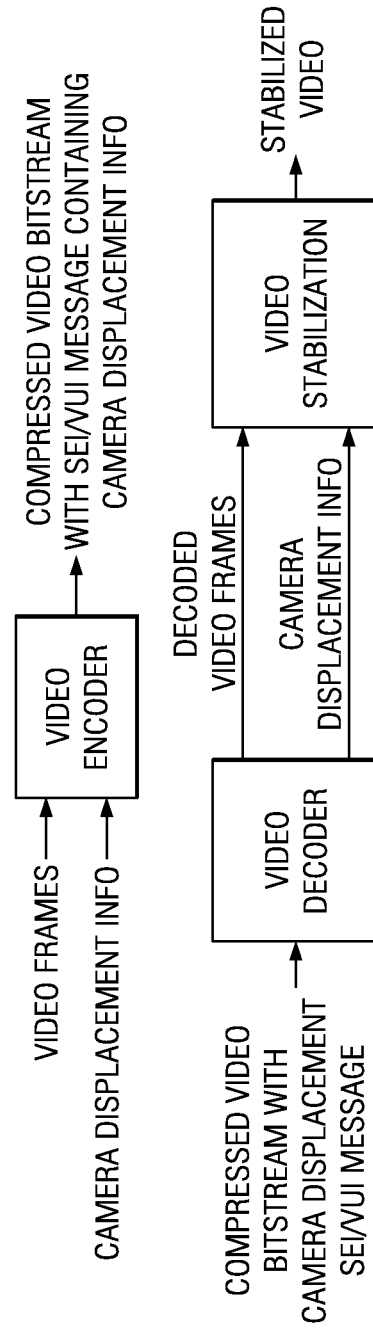 VIDEO FRAMES
CAMERA DISPLACEMENT INFO
VIDEO
ENCODER
COMPRESSED VIDEO BITSTREAM
WITH SEI/VUI MESSAGE CONTAINING
CAMERA DISPLACEMENT INFO
COMPRESSED VIDEO
BITSTREAM WITH
CAMERA DISPLACEMENT
SEI/VUI MESSAGE
VIDEO
DECODER
DECODED
VIDEO FRAMES
CAMERA
DISPLACEMENT INFO
VIDEO
STABILIZATION
STABILIZED
VIDEO